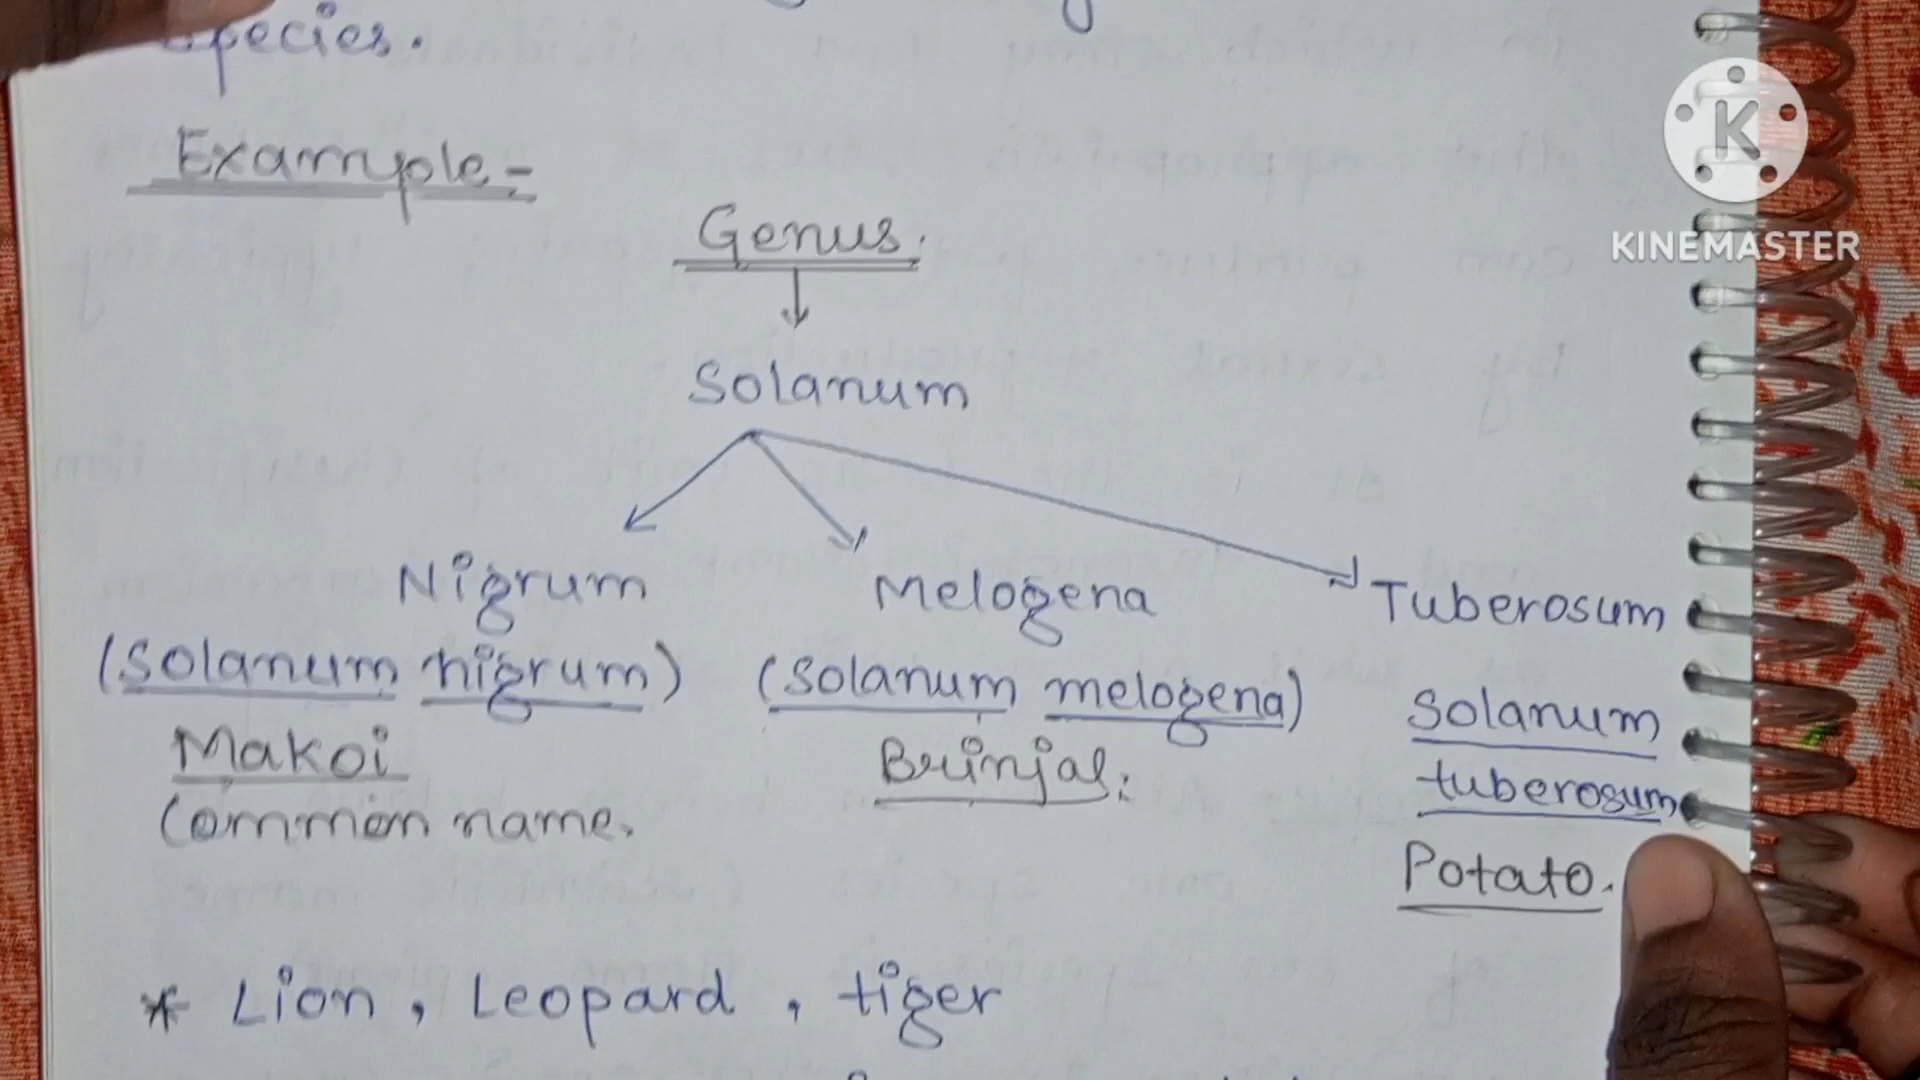 species.
Example-
Genus.
Solanum
Nigrum Melogena Tuberosum
(Solanum nigrum) (Solanum melogena) Solanum
tuberosum
Makoi Brinjal.
Common name.
Potato.
* Lion, Leopard, tiger
K
KINEMASTER